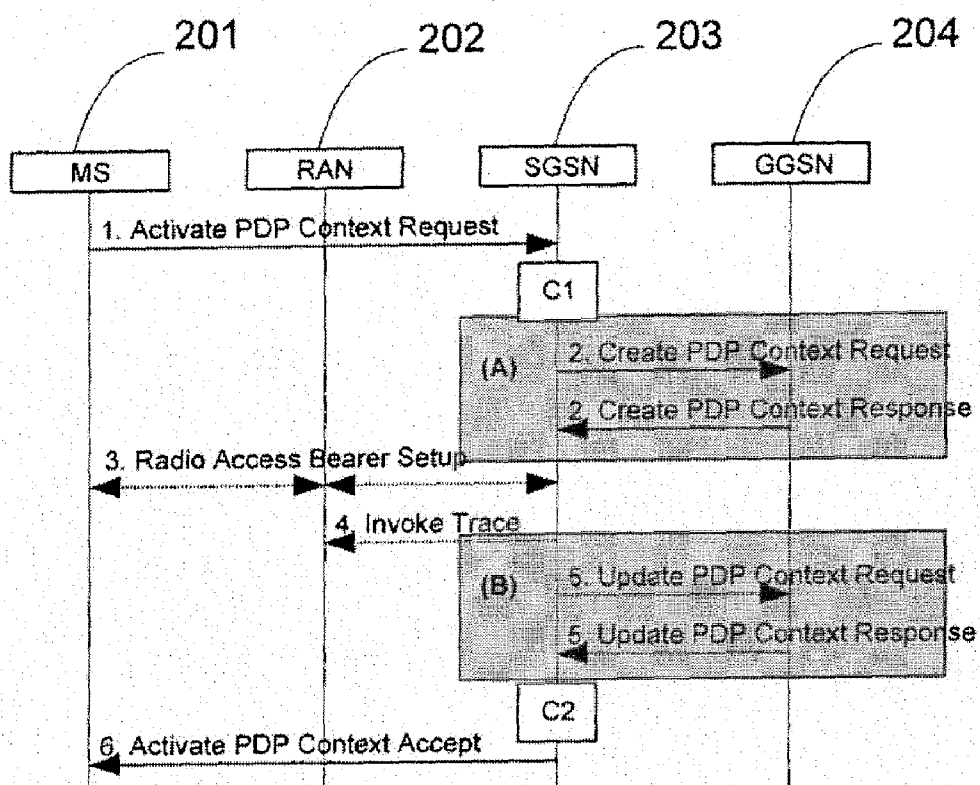 201
202
203
204
MS
RAN
SGSN
GGSN
1. Activate PDP Context Request
C1
(A)
2. Create PDP Context Request
2. Create PDP Context Response
3. Radio Access Bearer Setup
4. Invoke Trace
(B)
5. Update PDP Context Request
5. Update PDP Context Response
C2
6. Activate PDP Context Accept